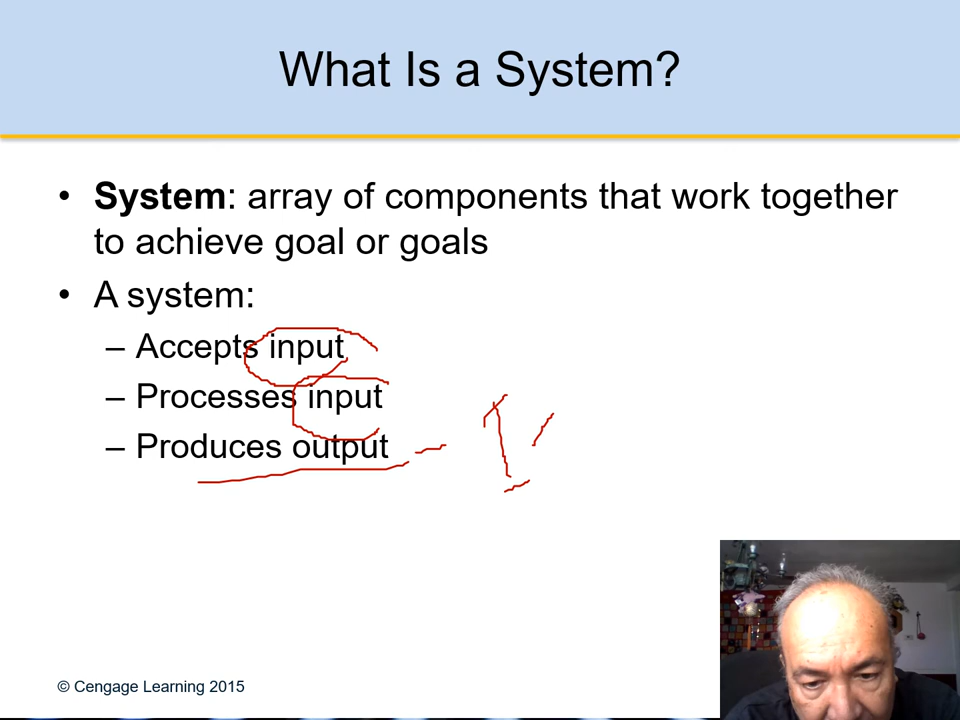 What Is a System?
• System: array of components that work together
to achieve goal or goals
• A system:
– Accepts input
– Processes input
– Produces output
© Cengage Learning 2015